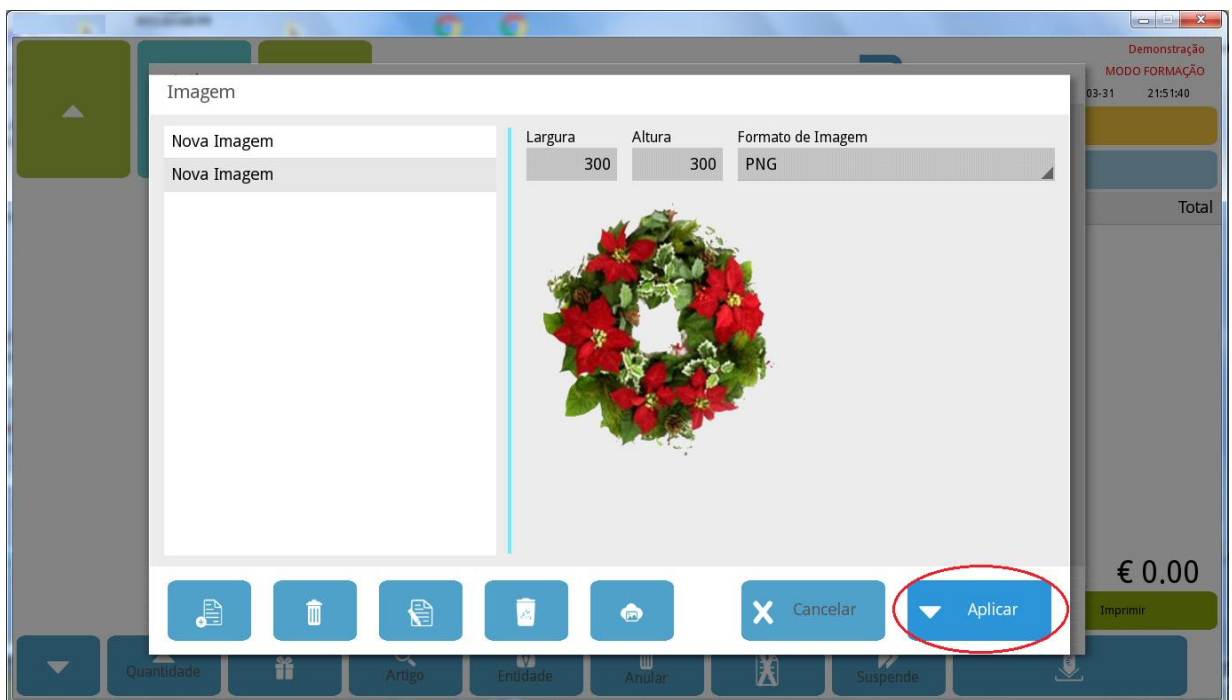 Demonstração
MODO FORMAÇÃO
03-31 21:51:40
Imagem
Nova Imagem
Nova Imagem
Largura Altura Formato de Imagem
300 300 PNG
Total
€ 0,00
Cancelar Aplicar
Imprimir
Quantidade Artigo Entidade Anular Suspende